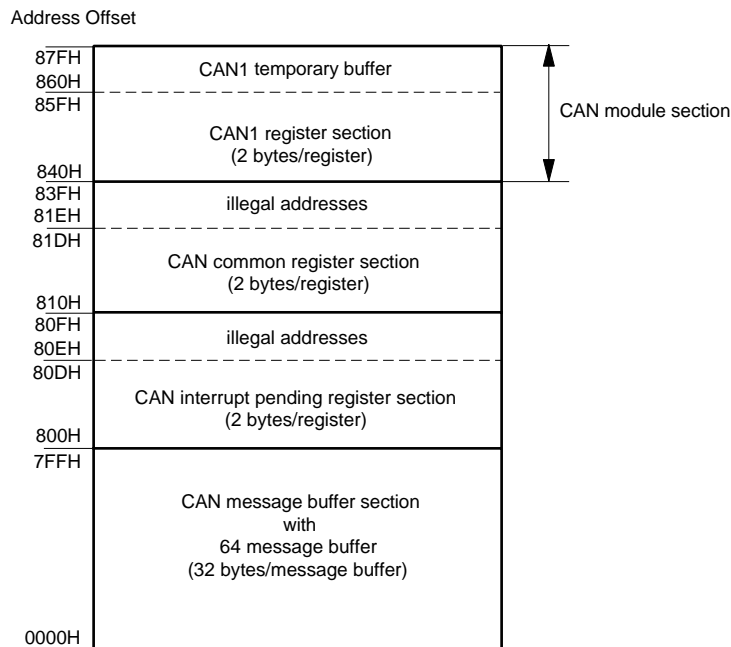 Address Offset
87FH
CAN1 temporary buffer
860H
85FH
CAN module section
CAN1 register section
(2 bytes/register)
840H
83FH
illegal addresses
81EH
81DH
CAN common register section
(2 bytes/register)
810H
80FH
illegal addresses
80EH
80DH
CAN interrupt pending register section
(2 bytes/register)
800H
7FFH
CAN message buffer section
with
64 message buffer
(32 bytes/message buffer)
0000H